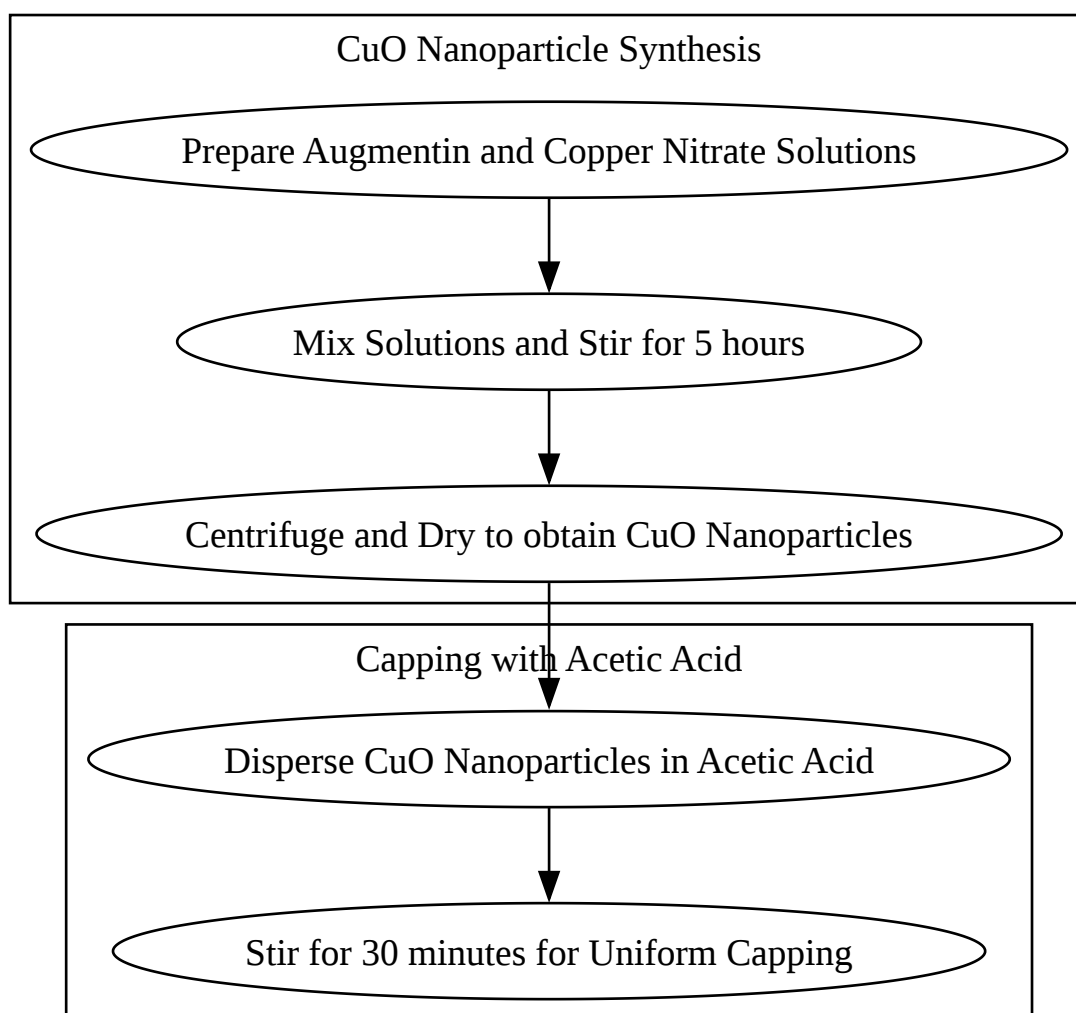 CuO Nanoparticle Synthesis
Prepare Augmentin and Copper Nitrate Solutions
Mix Solutions and Stir for 5 hours
Centrifuge and Dry to obtain CuO Nanoparticles
Capping with Acetic Acid
Disperse CuO Nanoparticles in Acetic Acid
Stir for 30 minutes for Uniform Capping